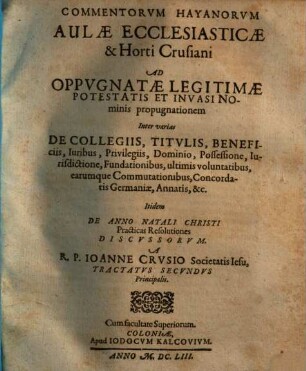 COMMENTORVM HAYANORVM
AULÆ ECCLESIASTICÆ
& Horti Crusiani
AD
OPPVGNATÆ LEGITIMÆ
POTESTATIS ET INVASI NO-
minis propugnationem
Inter varias
DE COLLEGIIS, TITVLIS, BENEFI-
ciis, Iuribus, Privilegiis, Dominio, Possessione, Iu-
risdictione, Fundationibus, ultimis voluntatibus,
earumque Commutationibus, Concorda-
tis Germaniæ, Annatis, &c.
Itidem
DE ANNO NATALI CHRISTI
Practicas Resolutiones
DISCVSSORVM.
A
R. P. IOANNE CRVSIO Societatis Iesu,
TRACTATVS SECVNDVS
Principalis.
Cum facultate Superiorum.
COLONIÆ,
Apud IODOCVM KALCOVIVM.
ANNO M. DC. LIII.